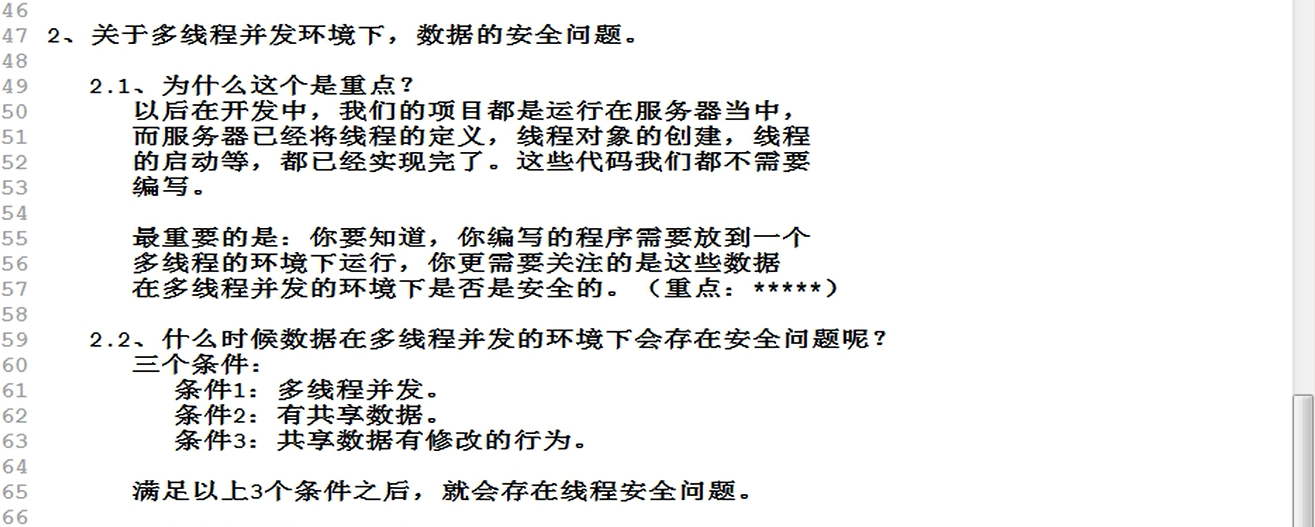 46
47 2、关于多线程并发环境下，数据的安全问题。
48
49 2.1、为什么这个是重点？
50 以后在开发中，我们的项目都是运行在服务器当中，
51 而服务器已经将线程的定义，线程对象的创建，线程
52 的启动等，都已经实现完了。这些代码我们都不需要
53 编写。
54
55 最重要的是：你要知道，你编写的程序需要放到一个
56 多线程的环境下运行，你更需要关注的是这些数据
57 在多线程并发的环境下是否是安全的。（重点：*****）
58
59 2.2、什么时候数据在多线程并发的环境下会存在安全问题呢？
60 三个条件：
61 条件1：多线程并发。
62 条件2：有共享数据。
63 条件3：共享数据有修改的行为。
64
65 满足以上3个条件之后，就会存在线程安全问题。
66